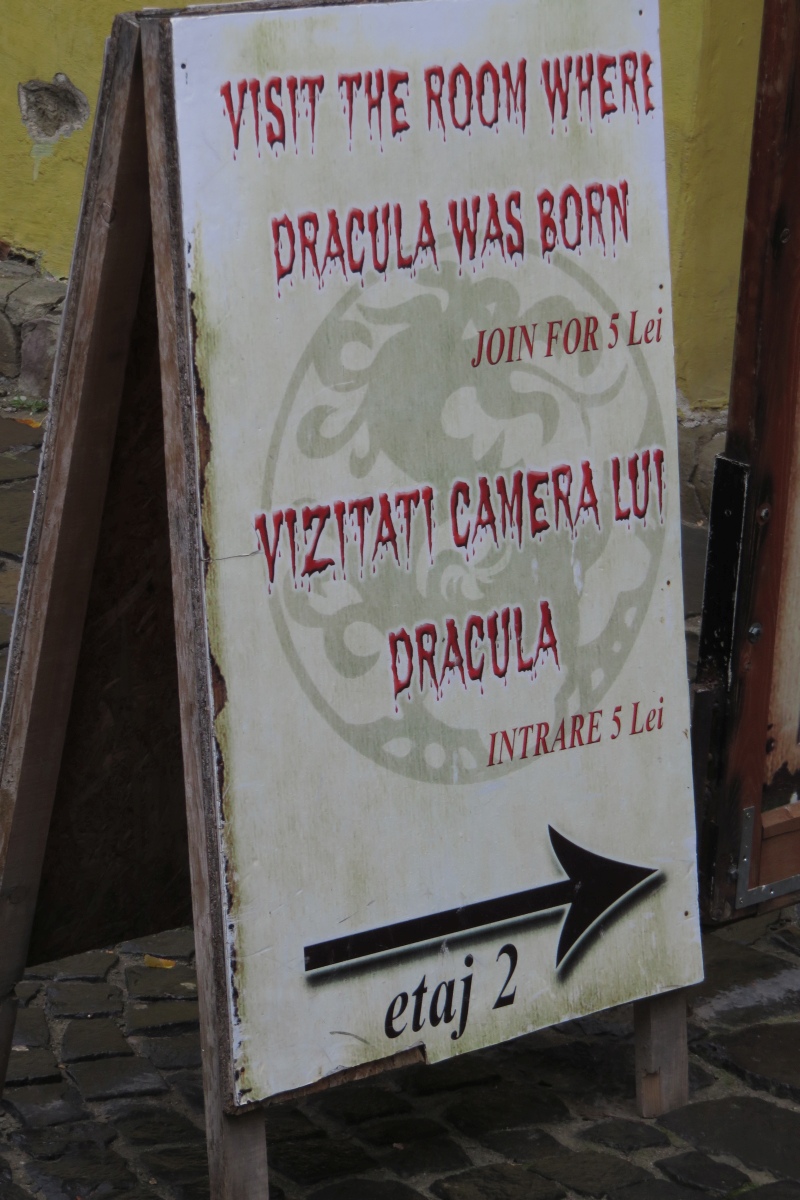 VISIT THE ROOM WHERE
DRACULA WAS BORN
JOIN FOR 5 Lei
VIZITATI CAMERA LUI
DRACULA
INTRARE 5 Lei
etaj 2